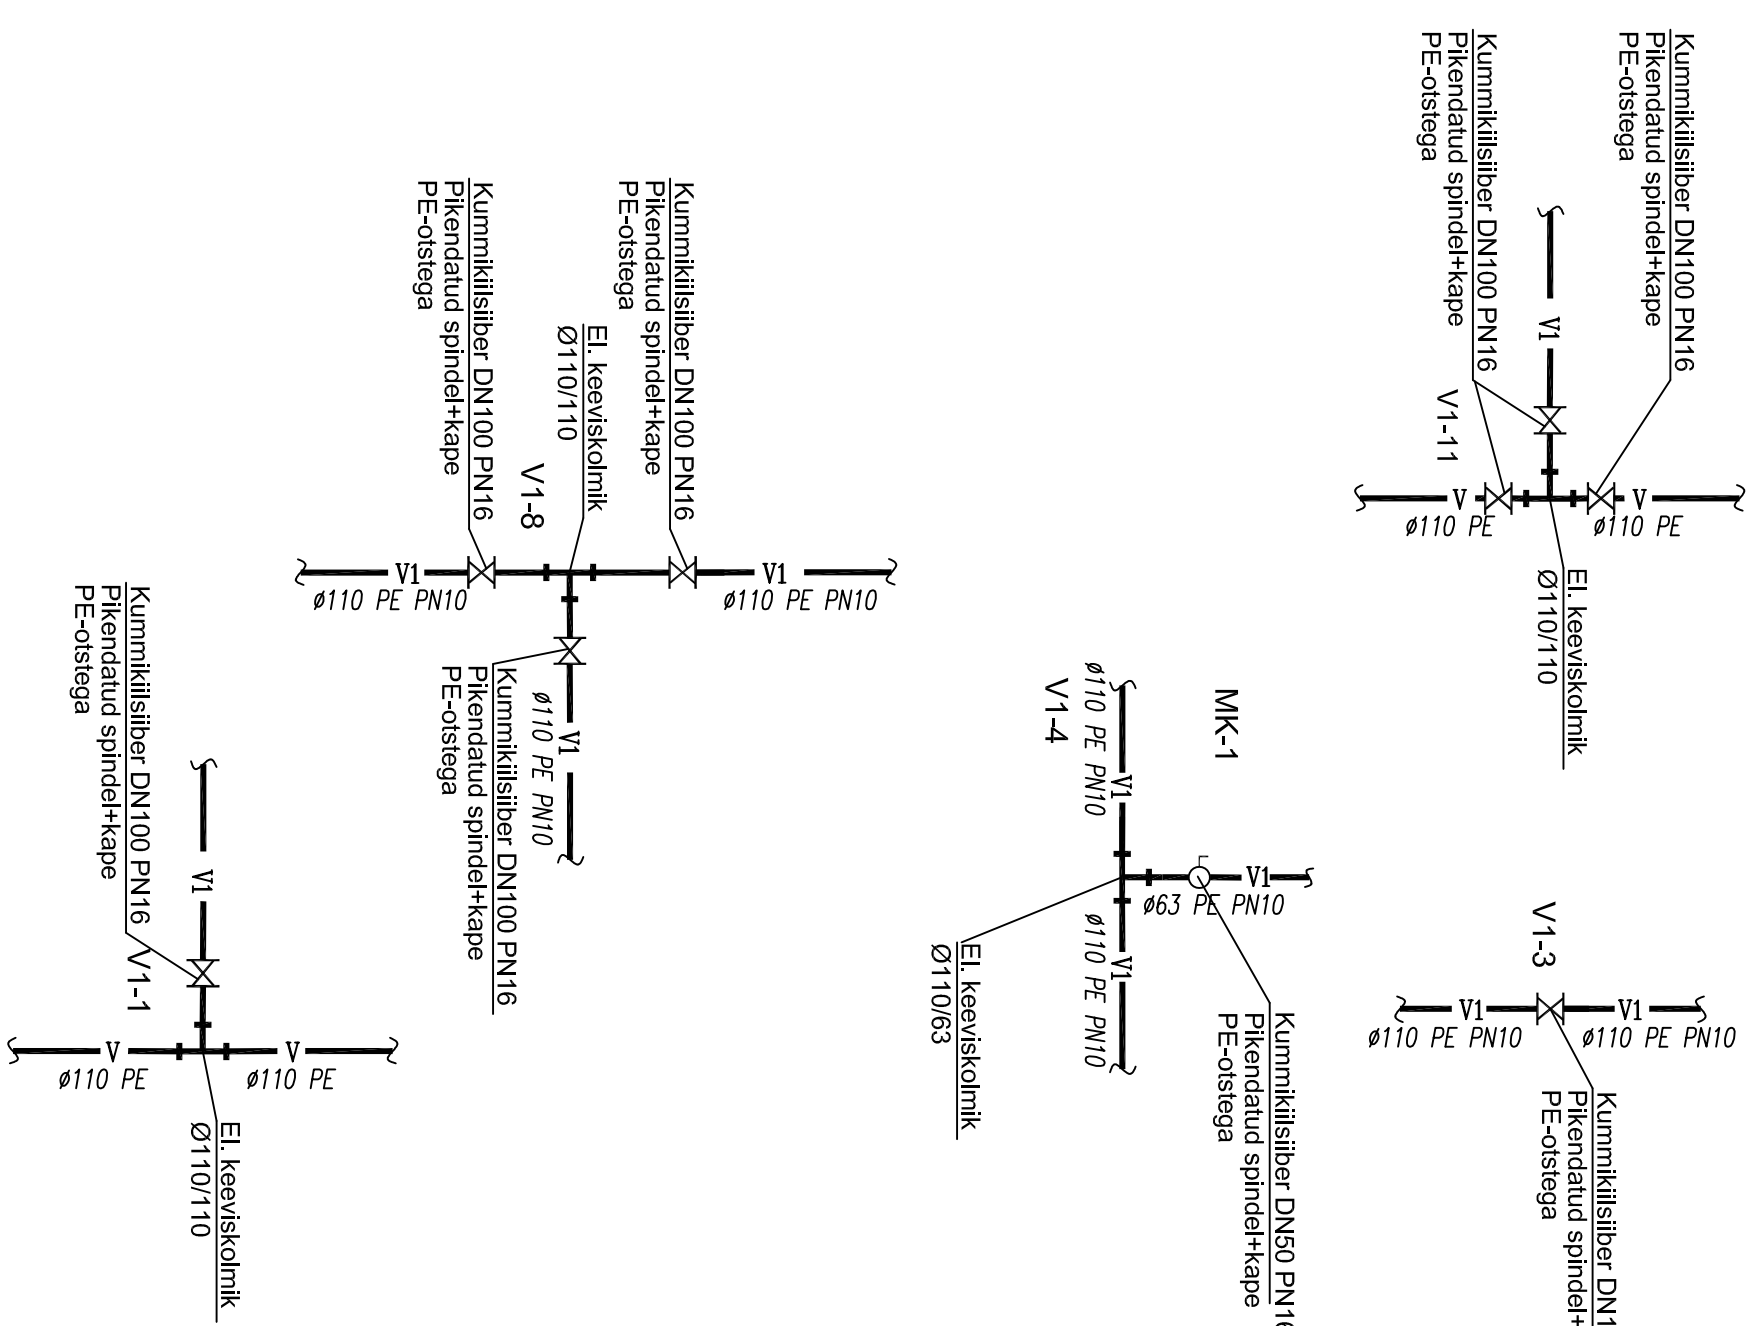 Kummikiilsiiber DN100 PN16
Pikendatud spindel+kape
PE-otstega
Kummikiilsiiber DN100 PN16
Pikendatud spindel+kape
PE-otstega
V1
V1-11
V
V
ø110 PE
ø110 PE
El. keeviskolmik
Ø110/110
Kummikiilsiiber DN100 PN16
Pikendatud spindel+kape
PE-otstega
El. keeviskolmik
Ø110/110
Kummikiilsiiber DN100 PN16
Pikendatud spindel+kape
PE-otstega
V1-8
V1
V1
ø110 PE PN10
ø110 PE PN10
V1
ø110 PE PN10
Kummikiilsiiber DN100 PN16
Pikendatud spindel+kape
PE-otstega
MK-1
V1-4
ø110 PE PN10
V1
V1
ø63 PE PN10
V1
ø110 PE PN10
El. keeviskolmik
Ø110/63
Kummikiilsiiber DN50 PN16
Pikendatud spindel+kape
PE-otstega
V1-3
V1
V1
ø110 PE PN10
ø110 PE PN10
Kummikiilsiiber
Pikendatud
PE-otstega
Kummikiilsiiber DN100 PN16
Pikendatud spindel+kape
PE-otstega
V1
V1-1
V
V
ø110 PE
ø110 PE
El. keeviskolmik
Ø110/110